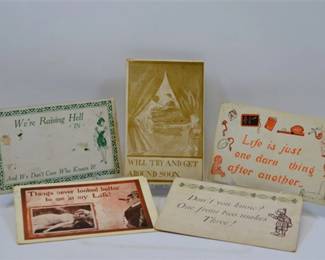 We're Raising Hell
IN
And We Don't Care Who Knows It
WILL TRY AND GET
AROUND SOON.
Life is just
one darn thing
after another.
Things never looked better
to me in my Life!
Don't you know?
One from two makes
Three!